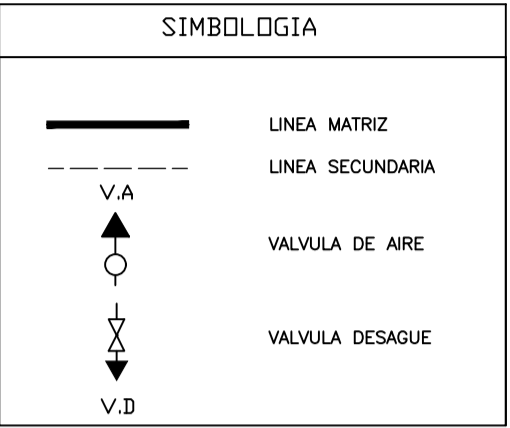 SIMBOLOGIA
LINEA MATRIZ
LINEA SECUNDARIA
V.A
VALVULA DE AIRE
VALVULA DESAGUE
V.D